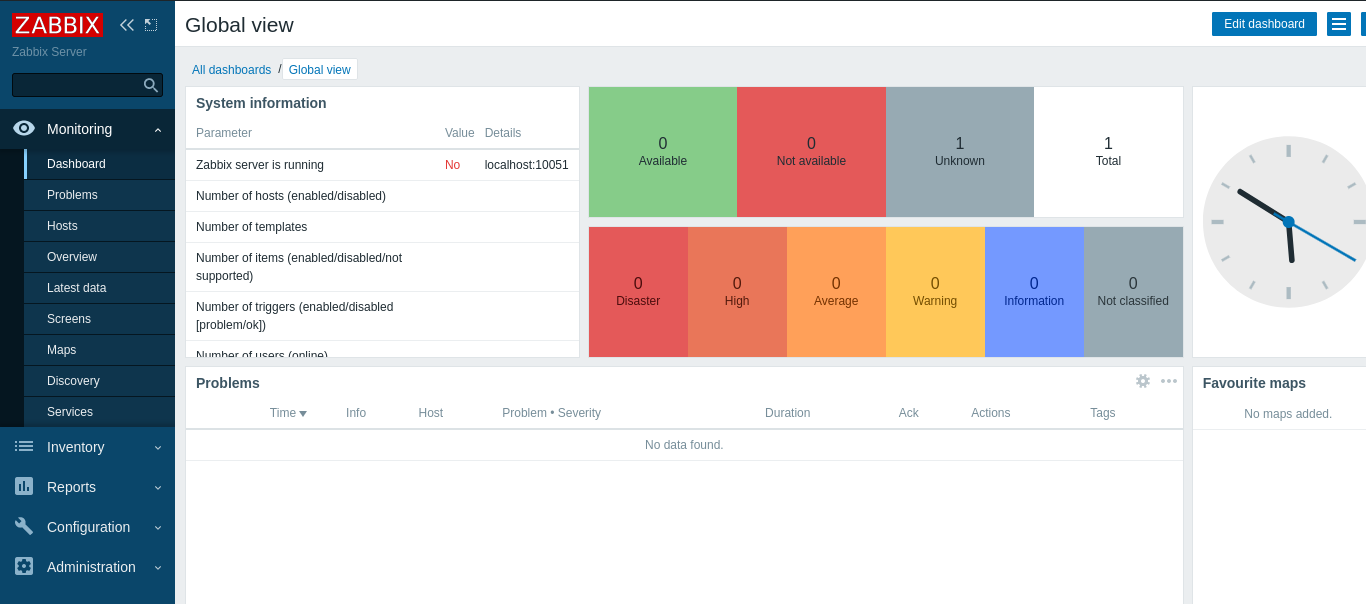 ZABBIX
Zabbix Server
Monitoring
Dashboard
Problems
Hosts
Overview
Latest data
Screens
Maps
Discovery
Services
Inventory
Reports
Configuration
Administration
Global view
Edit dashboard
All dashboards / Global view
System information
Parameter Value Details
Zabbix server is running No localhost:10051
Number of hosts (enabled/disabled)
Number of templates
Number of items (enabled/disabled/not
supported)
Number of triggers (enabled/disabled
[problem/ok])
Number of users (online)
0 0 1 1
Available Not available Unknown Total
0 0 0 0 0 0
Disaster High Average Warning Information Not classified
Problems
Time Info Host Problem • Severity Duration Ack Actions Tags
No data found.
Favourite maps
No maps added.